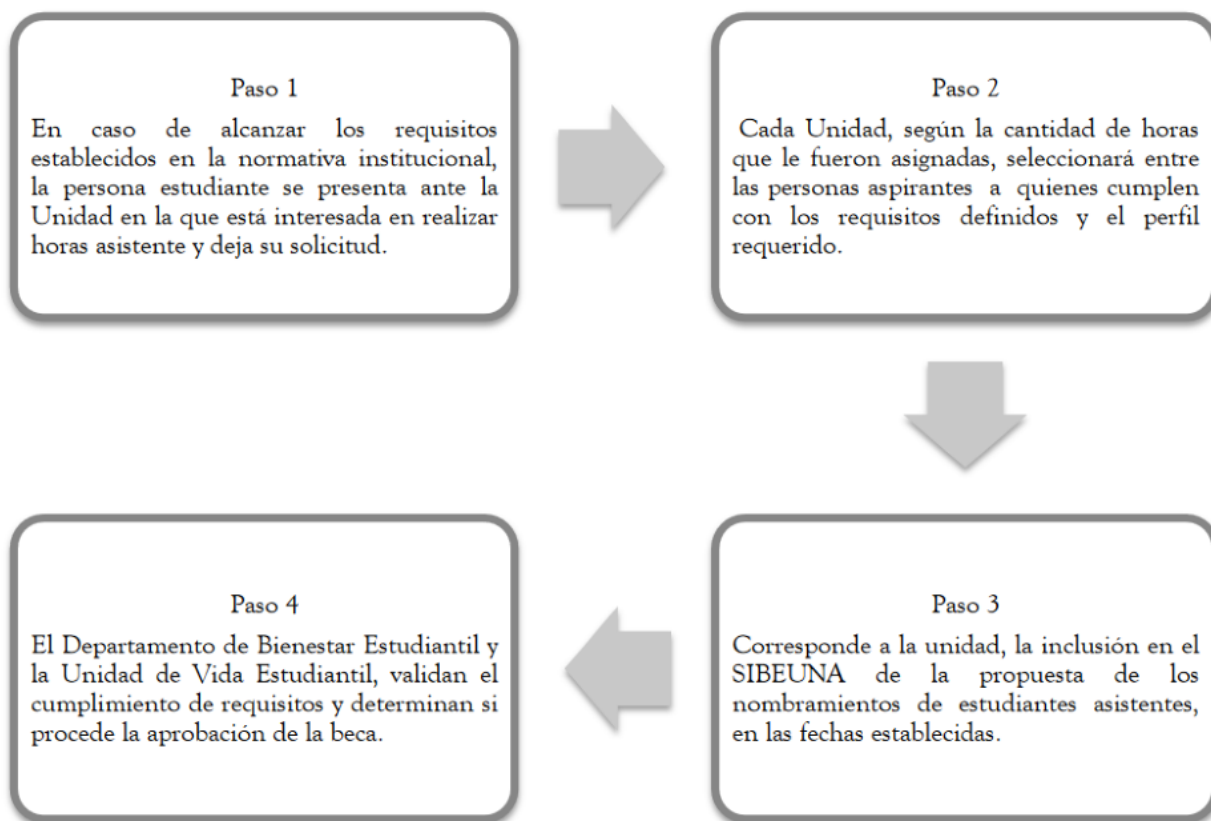 Paso 1
En caso de alcanzar los requisitos
establecidos en la normativa institucional,
la persona estudiante se presenta ante la
Unidad en la que está interesada en realizar
horas asistente y deja su solicitud.
Paso 2
Cada Unidad, según la cantidad de horas
que le fueron asignadas, seleccionará entre
las personas aspirantes a quienes cumplen
con los requisitos definidos y el perfil
requerido.
Paso 3
Corresponde a la unidad, la inclusión en el
SIBEUNA de la propuesta de los
nombramientos de estudiantes asistentes,
en las fechas establecidas.
Paso 4
El Departamento de Bienestar Estudiantil y
la Unidad de Vida Estudiantil, validan el
cumplimiento de requisitos y determinan si
procede la aprobación de la beca.